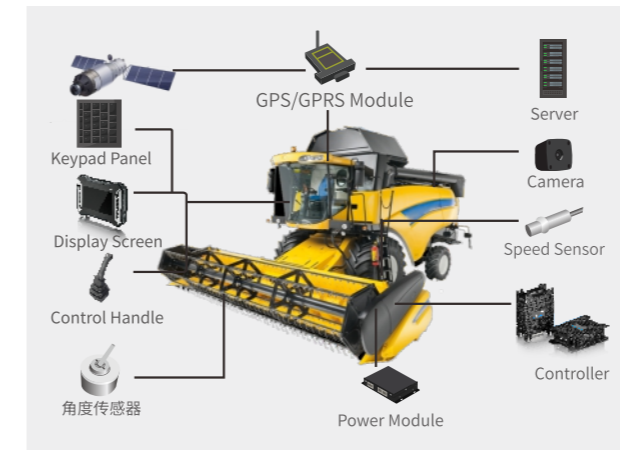 GPS/GPRS Module
Server
Keypad Panel
Camera
Display Screen
Speed Sensor
Control Handle
Controller
角度传感器
Power Module